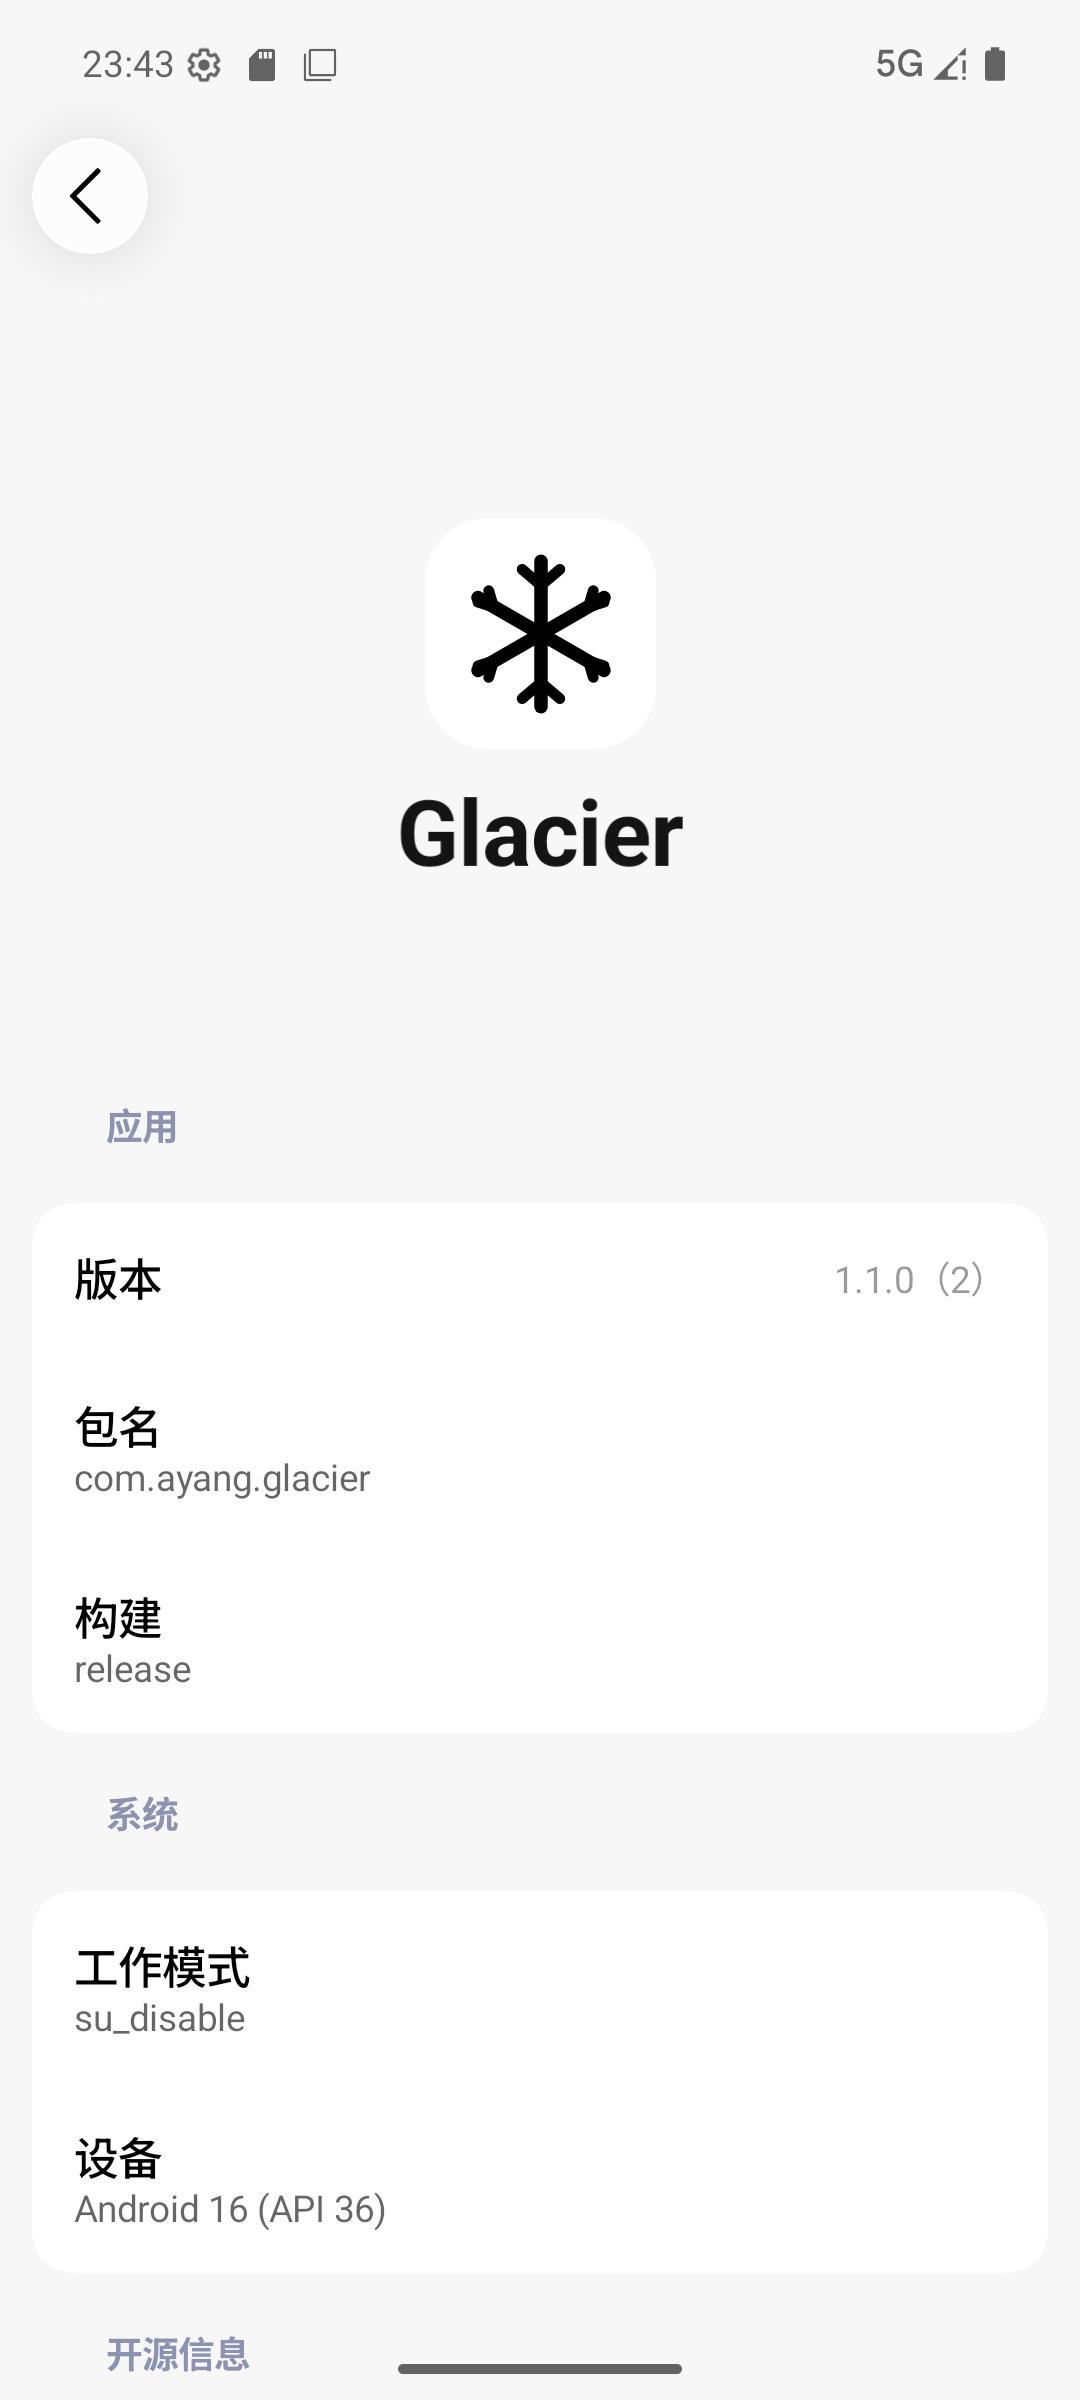 23:43
5G
Glacier
应用
版本
1.1.0（2）
包名
com.ayang.glacier
构建
release
系统
工作模式
su_disable
设备
Android 16 (API 36)
开源信息